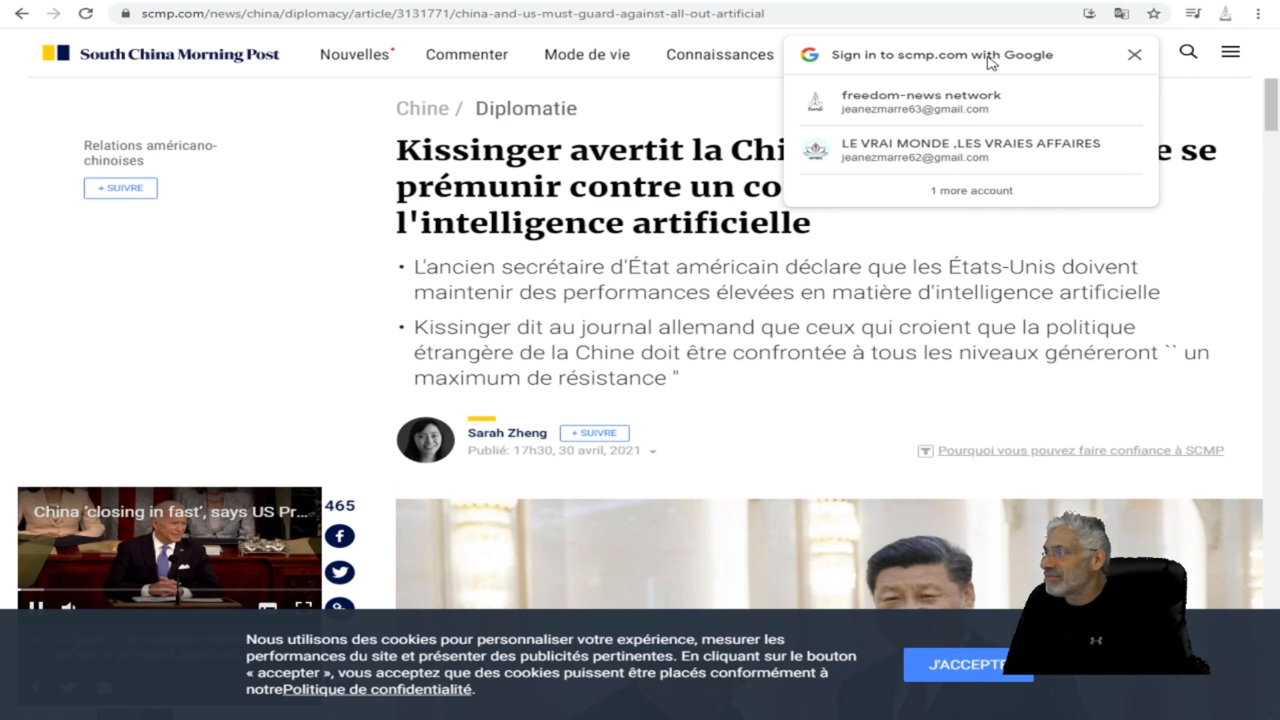 scmp.com/news/china/diplomacy/article/3131771/china-and-us-must-guard-against-all-out-artificial
South China Morning Post
Nouvelles
Commenter
Mode de vie
Connaissances
Sign in to scmp.com with Google
freedom-news network
jeanezmarre63@gmail.com
LE VRAI MONDE ,LES VRAIES AFFAIRES
jeanezmarre62@gmail.com
1 more account
Chine / Diplomatie
Relations américano-
chinoises
+ SUIVRE
Kissinger avertit la Chi e se
prémunir contre un co
l'intelligence artificielle
• L'ancien secrétaire d'État américain déclare que les États-Unis doivent
maintenir des performances élevées en matière d'intelligence artificielle
• Kissinger dit au journal allemand que ceux qui croient que la politique
étrangère de la Chine doit être confrontée à tous les niveaux généreront `` un
maximum de résistance "
Sarah Zheng
+ SUIVRE
Publié: 17h30, 30 avril, 2021
Pourquoi vous pouvez faire confiance à SCMP
China 'closing in fast', says US Pr...
465
Nous utilisons des cookies pour personnaliser votre expérience, mesurer les
performances du site et présenter des publicités pertinentes. En cliquant sur le bouton
« accepter », vous acceptez que des cookies puissent être placés conformément à
notrePolitique de confidentialité.
J'ACCEPTE